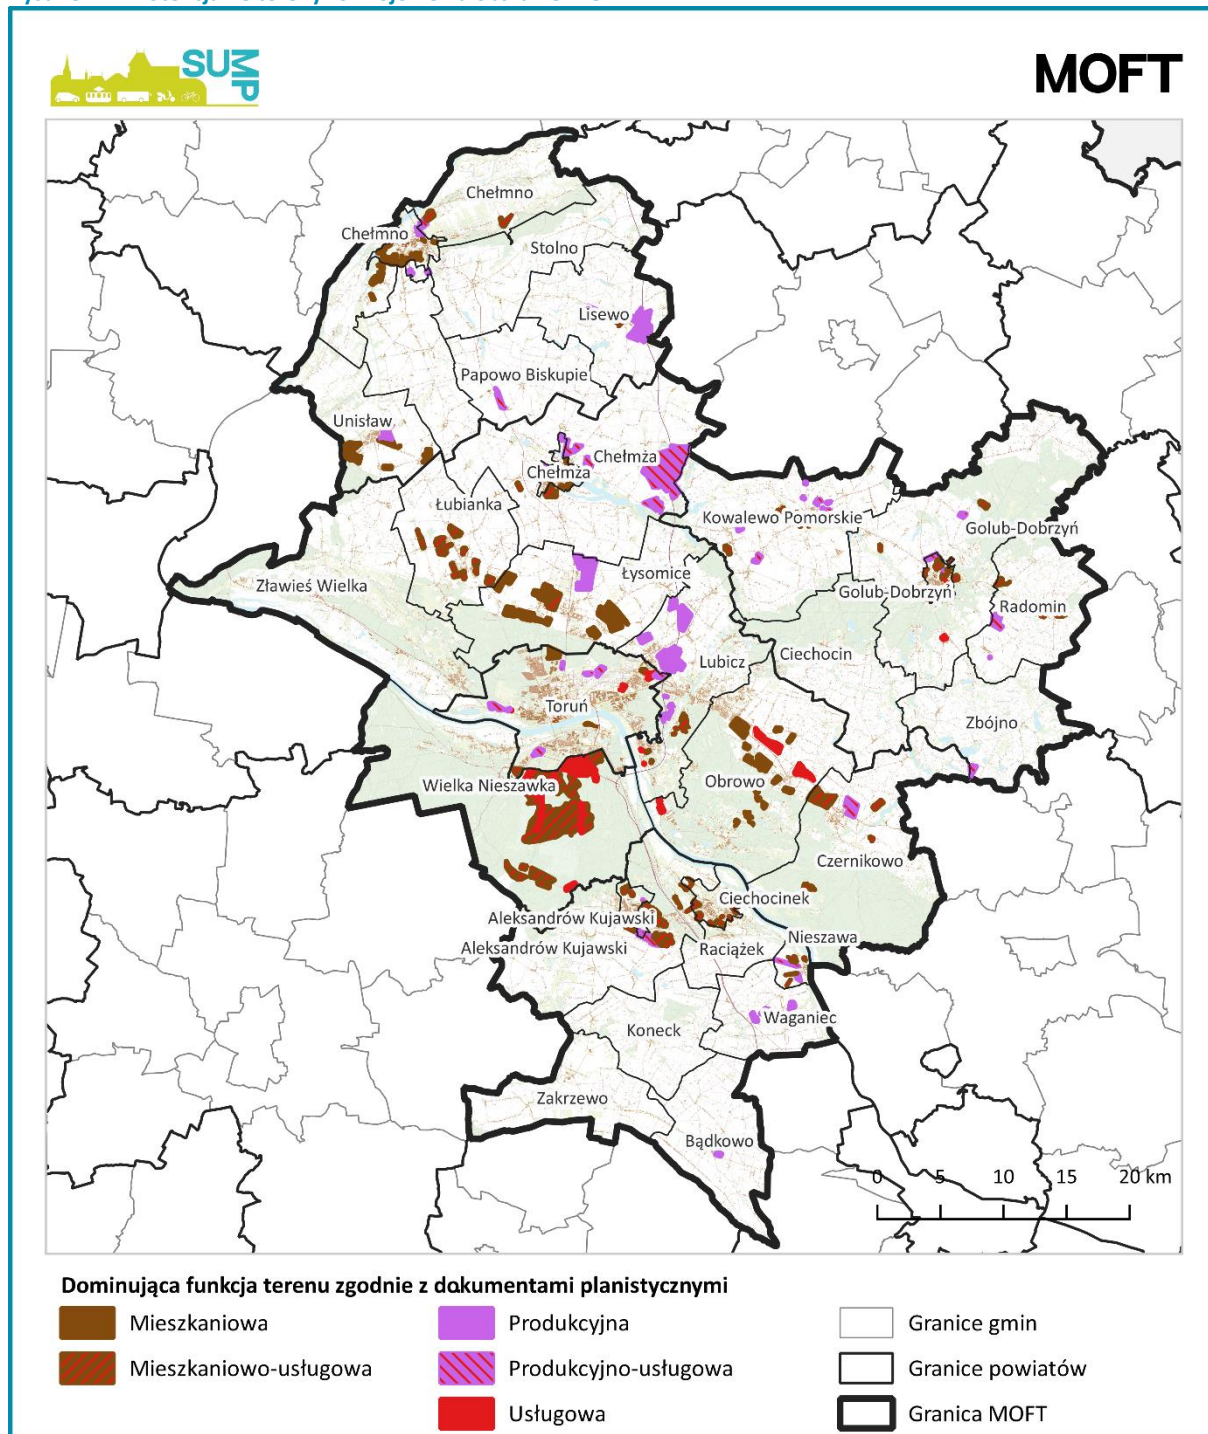 SUMP
MOFT
Chełmno
Chełmno
Stolno
Lisewo
Papowo Biskupie
Unisław
Chełmża
Chełmża
Łubianka
Kowalewo Pomorskie
Golub-Dobrzyń
Łysomice
Zławieś Wielka
Golub-Dobrzyń
Radomin
Lubicz
Ciechocin
Toruń
Zbójno
Wielka Nieszawka
Obrowo
Czernikowo
Ciechocinek
Aleksandrów Kujawski
Nieszawa
Aleksandrów Kujawski
Raciążek
Waganiec
Koneck
Zakrzewo
Bądkowo
0 5 10 15 20 km
Dominująca funkcja terenu zgodnie z dokumentami planistycznymi
Mieszkaniowa
Produkcyjna
Granice gmin
Mieszkaniowo-usługowa
Produkcyjno-usługowa
Granice powiatów
Usługowa
Granica MOFT